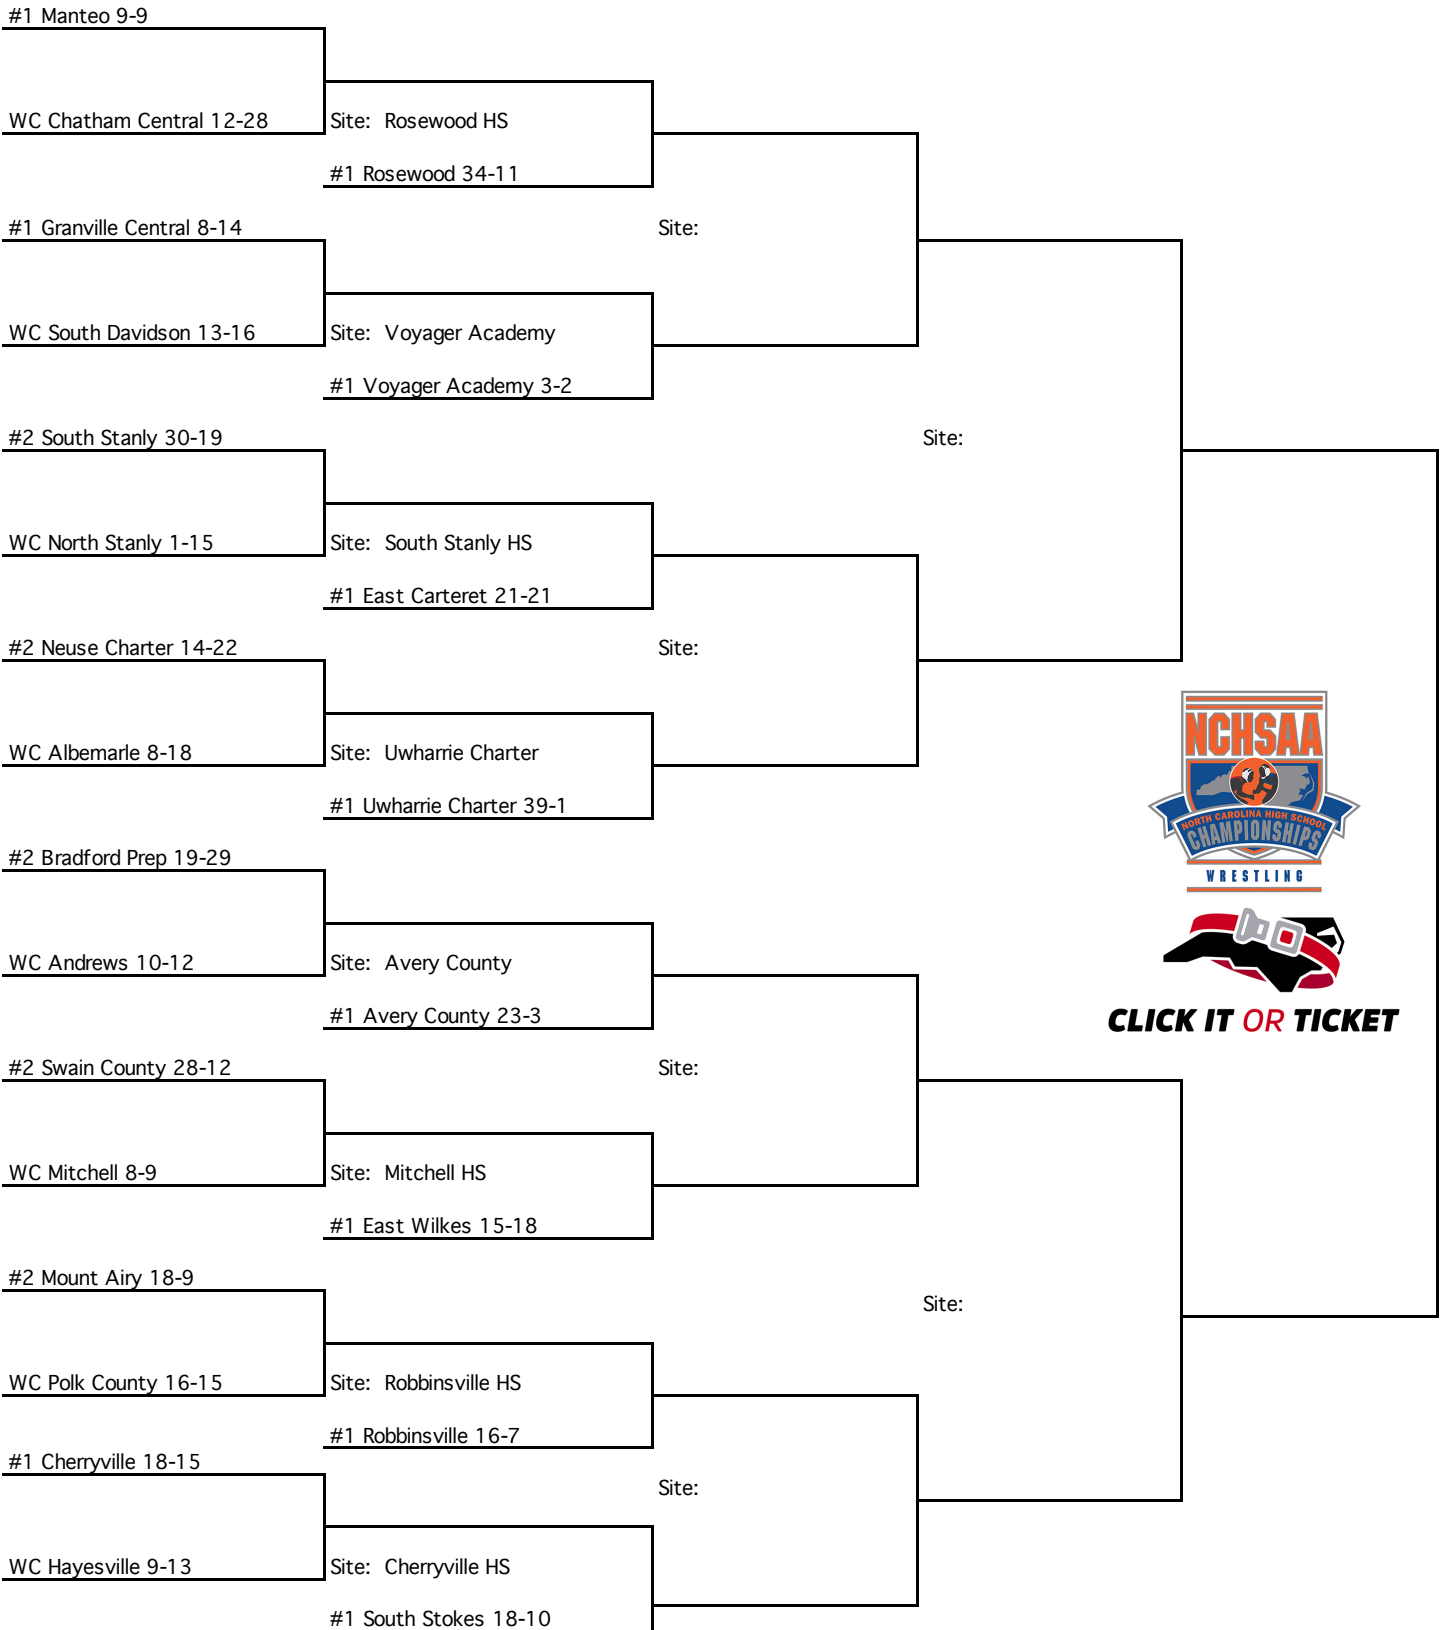 #1 Manteo 9-9
WC Chatham Central 12-28
Site: Rosewood HS
#1 Rosewood 34-11
#1 Granville Central 8-14
Site:
WC South Davidson 13-16
Site: Voyager Academy
#1 Voyager Academy 3-2
#2 South Stanly 30-19
Site:
WC North Stanly 1-15
Site: South Stanly HS
#1 East Carteret 21-21
#2 Neuse Charter 14-22
Site:
WC Albemarle 8-18
Site: Uwharrie Charter
#1 Uwharrie Charter 39-1
NCHSAA
NORTH CAROLINA HIGH SCHOOL
CHAMPIONSHIPS
WRESTLING
#2 Bradford Prep 19-29
WC Andrews 10-12
Site: Avery County
#1 Avery County 23-3
CLICK IT OR TICKET
#2 Swain County 28-12
Site:
WC Mitchell 8-9
Site: Mitchell HS
#1 East Wilkes 15-18
#2 Mount Airy 18-9
Site:
WC Polk County 16-15
Site: Robbinsville HS
#1 Robbinsville 16-7
#1 Cherryville 18-15
Site:
WC Hayesville 9-13
Site: Cherryville HS
#1 South Stokes 18-10